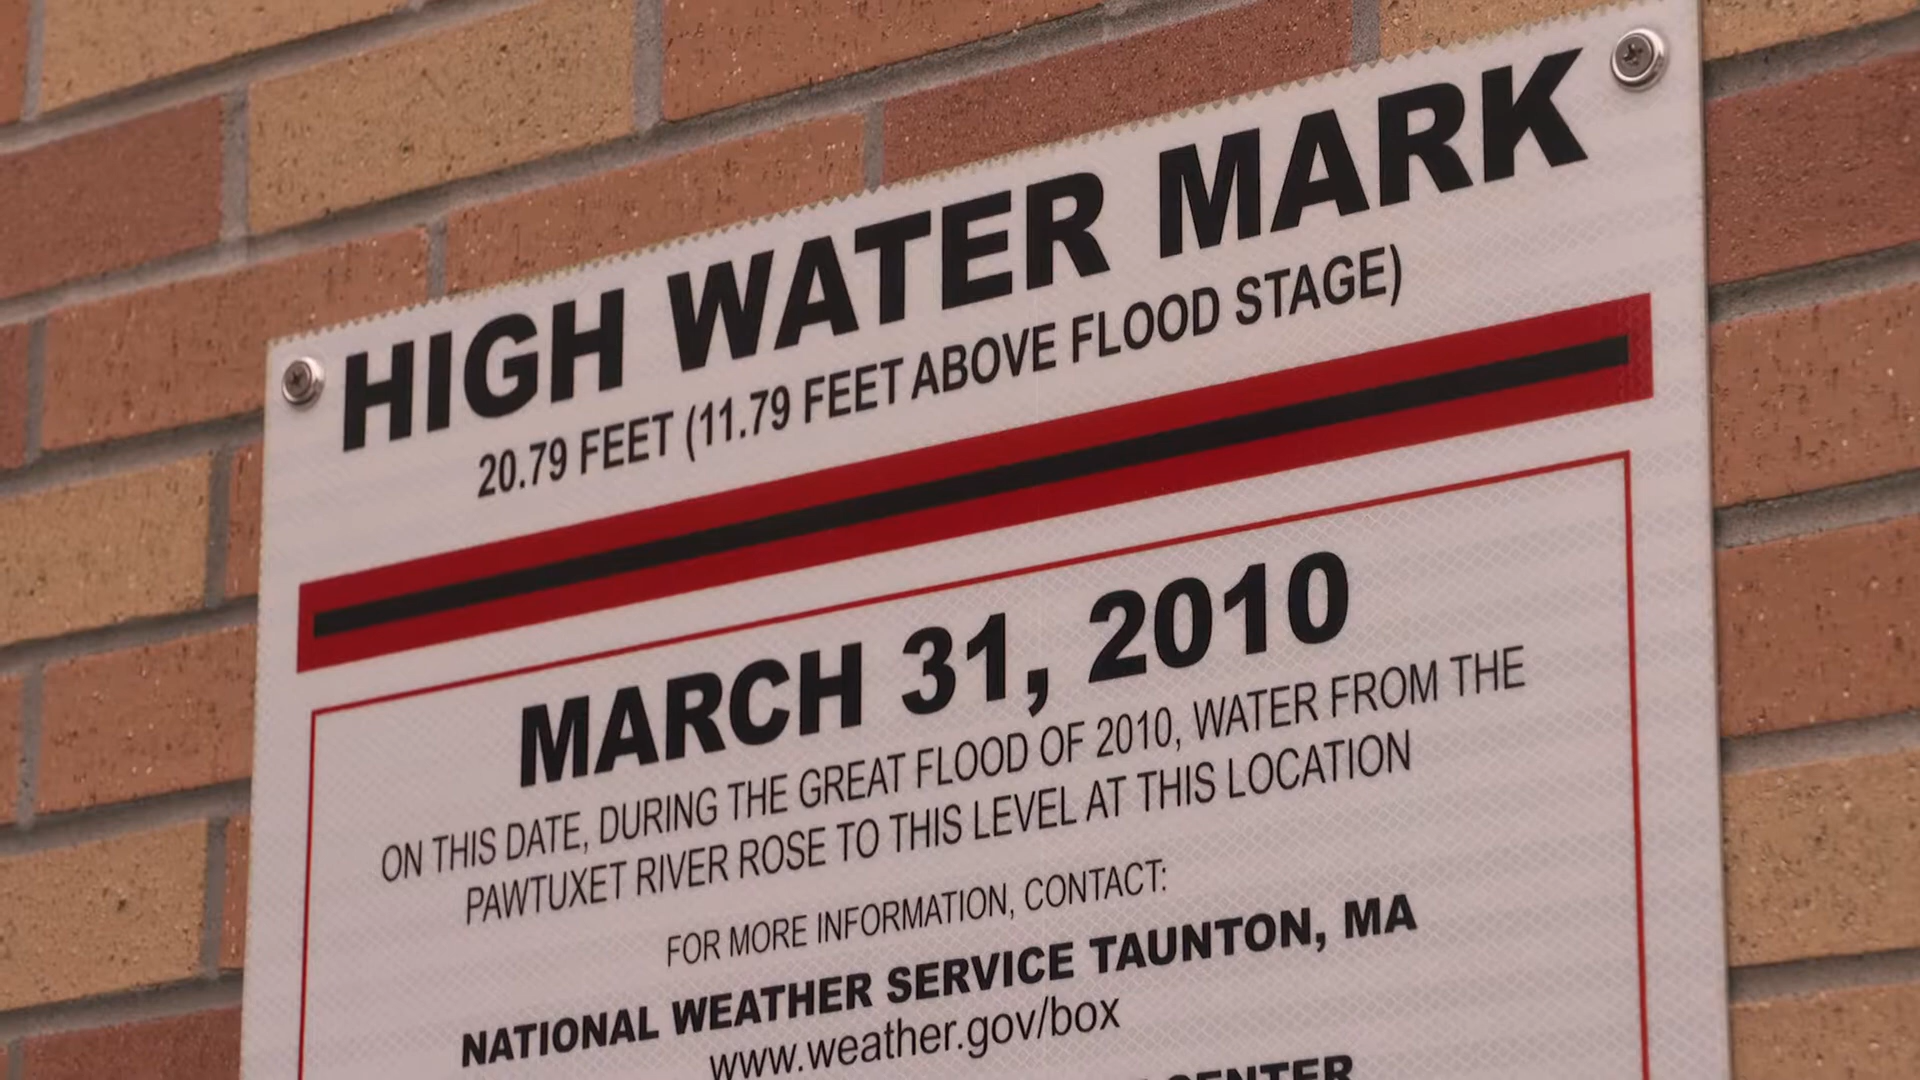 HIGH WATER MARK
20.79 FEET (11.79 FEET ABOVE FLOOD STAGE)
MARCH 31, 2010
ON THIS DATE, DURING THE GREAT FLOOD OF 2010, WATER FROM THE
PAWTUXET RIVER ROSE TO THIS LEVEL AT THIS LOCATION
FOR MORE INFORMATION, CONTACT:
NATIONAL WEATHER SERVICE TAUNTON, MA
www.weather.gov/box
CENTER